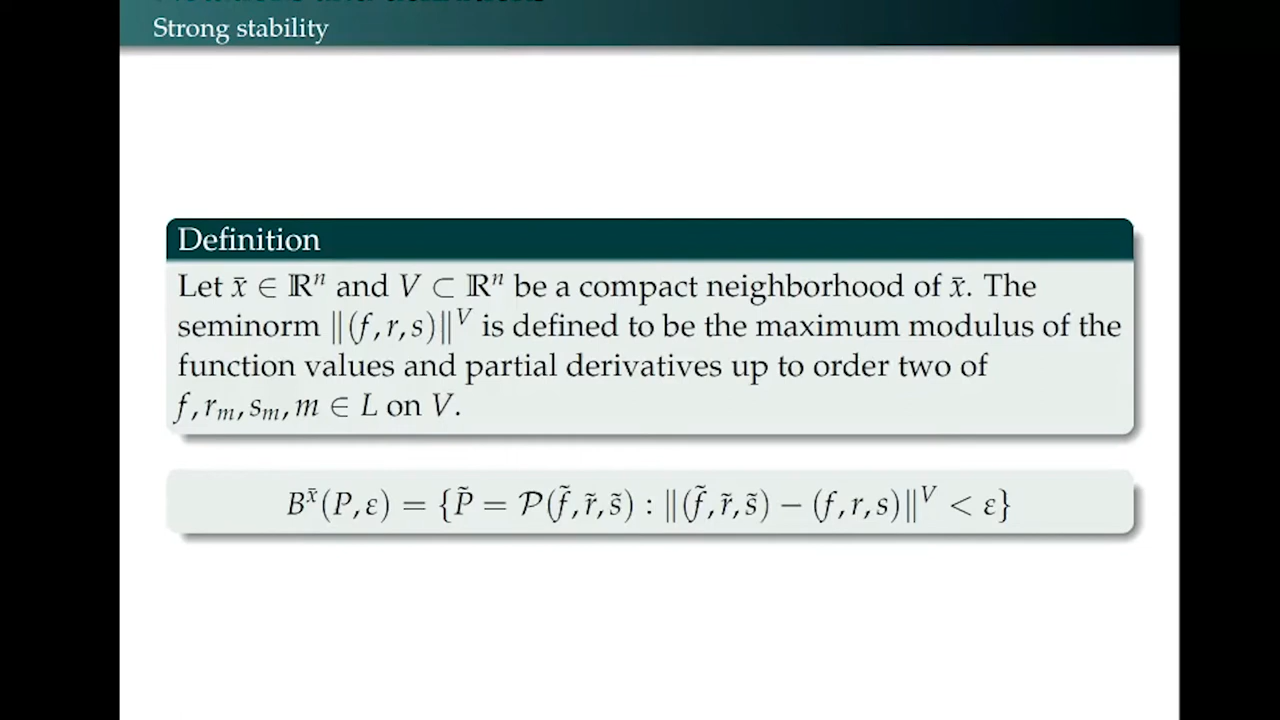 Strong stability
Definition
Let x̄ ∈ ℝⁿ and V ⊂ ℝⁿ be a compact neighborhood of x̄. The
seminorm ‖(f, r, s)‖ⱽ is defined to be the maximum modulus of the
function values and partial derivatives up to order two of
f, rₘ, sₘ, m ∈ L on V.
B^x̄(P, ε) = {P̃ = 𝒫(f̃, r̃, s̃) : ‖(f̃, r̃, s̃) − (f, r, s)‖ⱽ < ε}